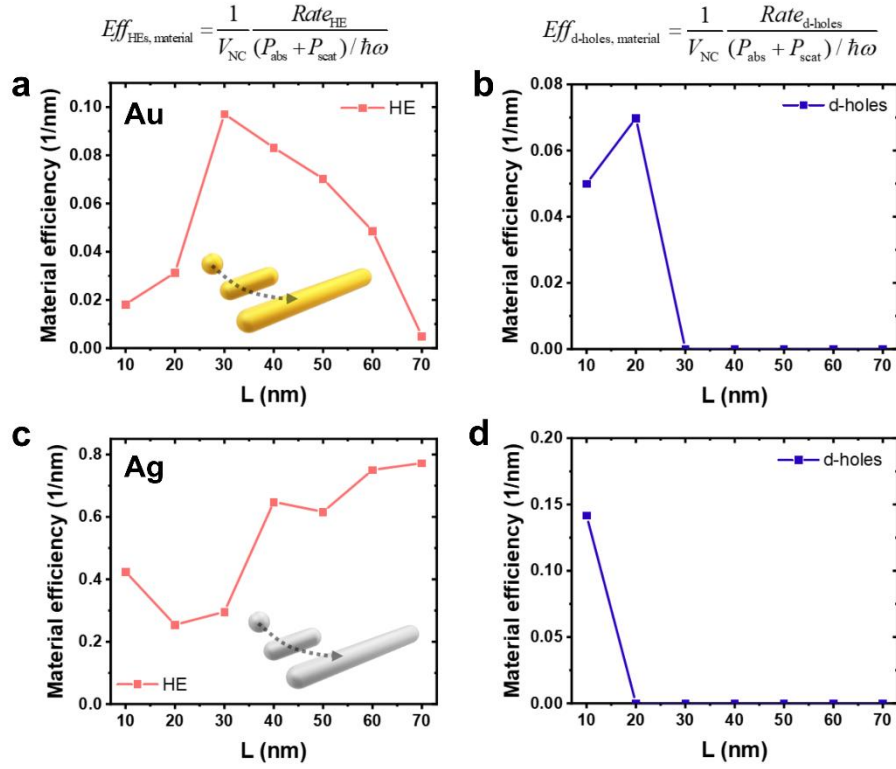 Eff_HEs, material = 1/V_NC Rate_HE/((P_abs + P_scat) / ℏω)
Eff_d-holes, material = 1/V_NC Rate_d-holes/((P_abs + P_scat) / ℏω)
a
Au
HE
Material efficiency (1/nm)
0.10
0.08
0.06
0.04
0.02
0.00
10 20 30 40 50 60 70
L (nm)
b
d-holes
Material efficiency (1/nm)
0.08
0.06
0.04
0.02
0.00
10 20 30 40 50 60 70
L (nm)
c
Ag
HE
Material efficiency (1/nm)
0.8
0.6
0.4
0.2
0.0
10 20 30 40 50 60 70
L (nm)
d
d-holes
Material efficiency (1/nm)
0.20
0.15
0.10
0.05
0.00
10 20 30 40 50 60 70
L (nm)